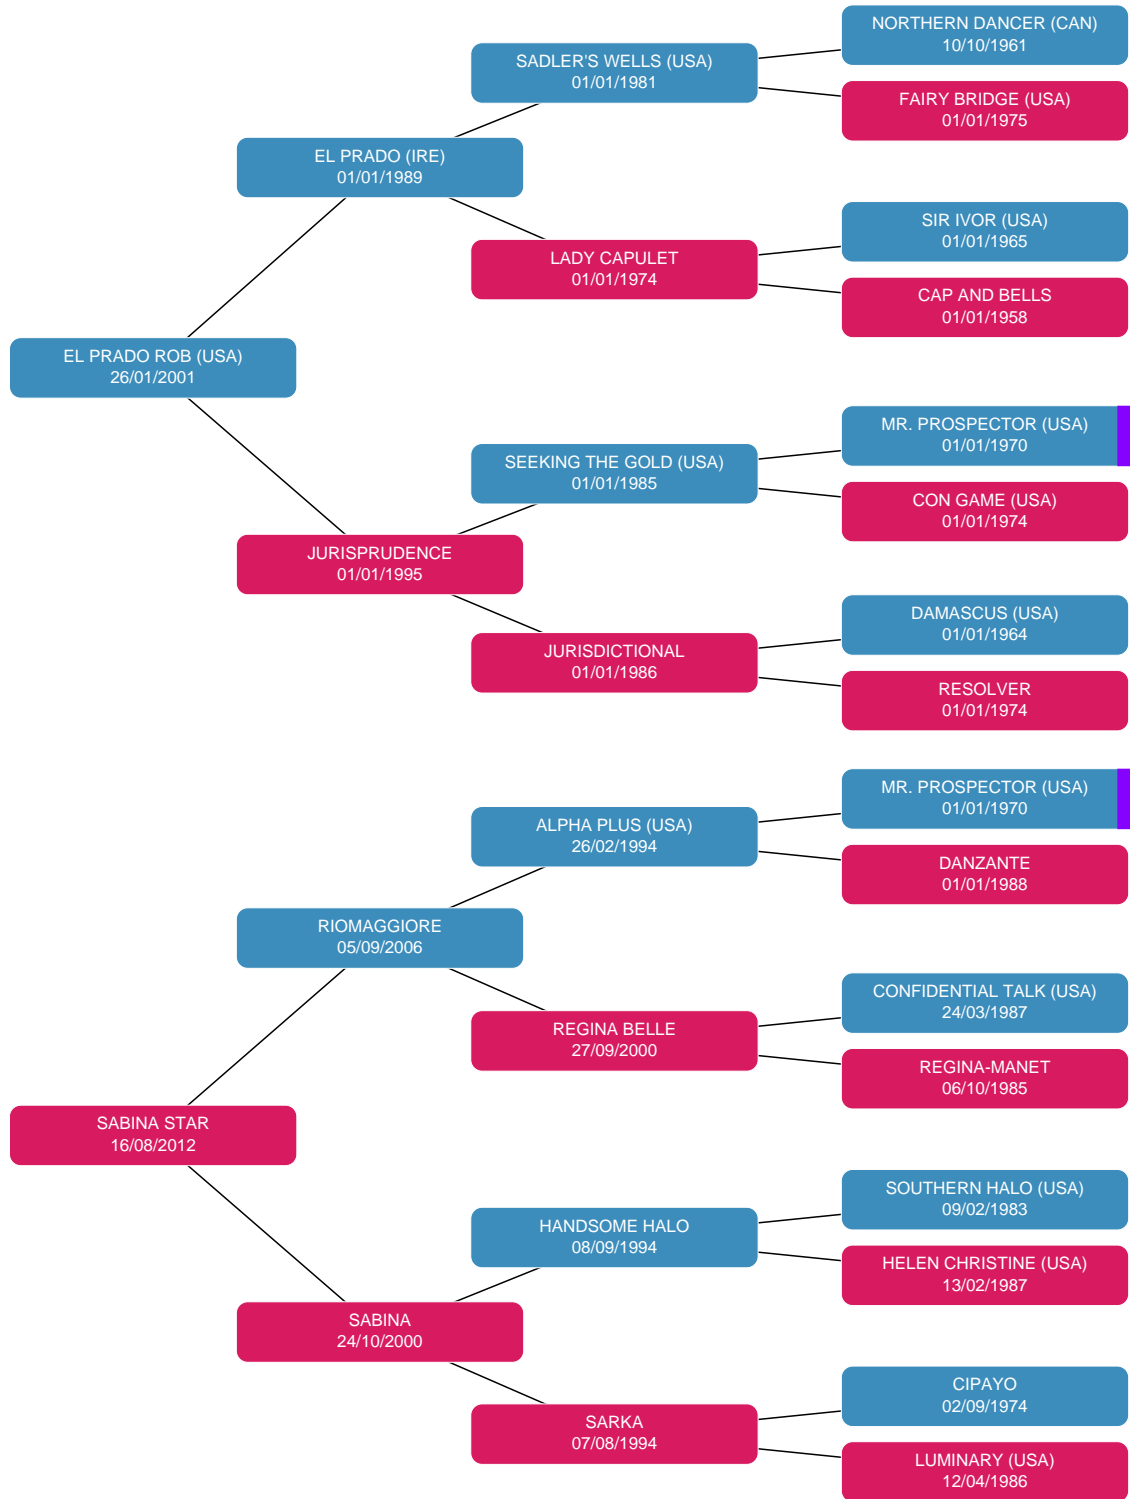 NORTHERN DANCER (CAN)
10/10/1961
SADLER'S WELLS (USA)
01/01/1981
FAIRY BRIDGE (USA)
01/01/1975
EL PRADO (IRE)
01/01/1989
SIR IVOR (USA)
01/01/1965
LADY CAPULET
01/01/1974
CAP AND BELLS
01/01/1958
EL PRADO ROB (USA)
26/01/2001
MR. PROSPECTOR (USA)
01/01/1970
SEEKING THE GOLD (USA)
01/01/1985
CON GAME (USA)
01/01/1974
JURISPRUDENCE
01/01/1995
DAMASCUS (USA)
01/01/1964
JURISDICTIONAL
01/01/1986
RESOLVER
01/01/1974
MR. PROSPECTOR (USA)
01/01/1970
ALPHA PLUS (USA)
26/02/1994
DANZANTE
01/01/1988
RIOMAGGIORE
05/09/2006
CONFIDENTIAL TALK (USA)
24/03/1987
REGINA BELLE
27/09/2000
REGINA-MANET
06/10/1985
SABINA STAR
16/08/2012
SOUTHERN HALO (USA)
09/02/1983
HANDSOME HALO
08/09/1994
HELEN CHRISTINE (USA)
13/02/1987
SABINA
24/10/2000
CIPAYO
02/09/1974
SARKA
07/08/1994
LUMINARY (USA)
12/04/1986